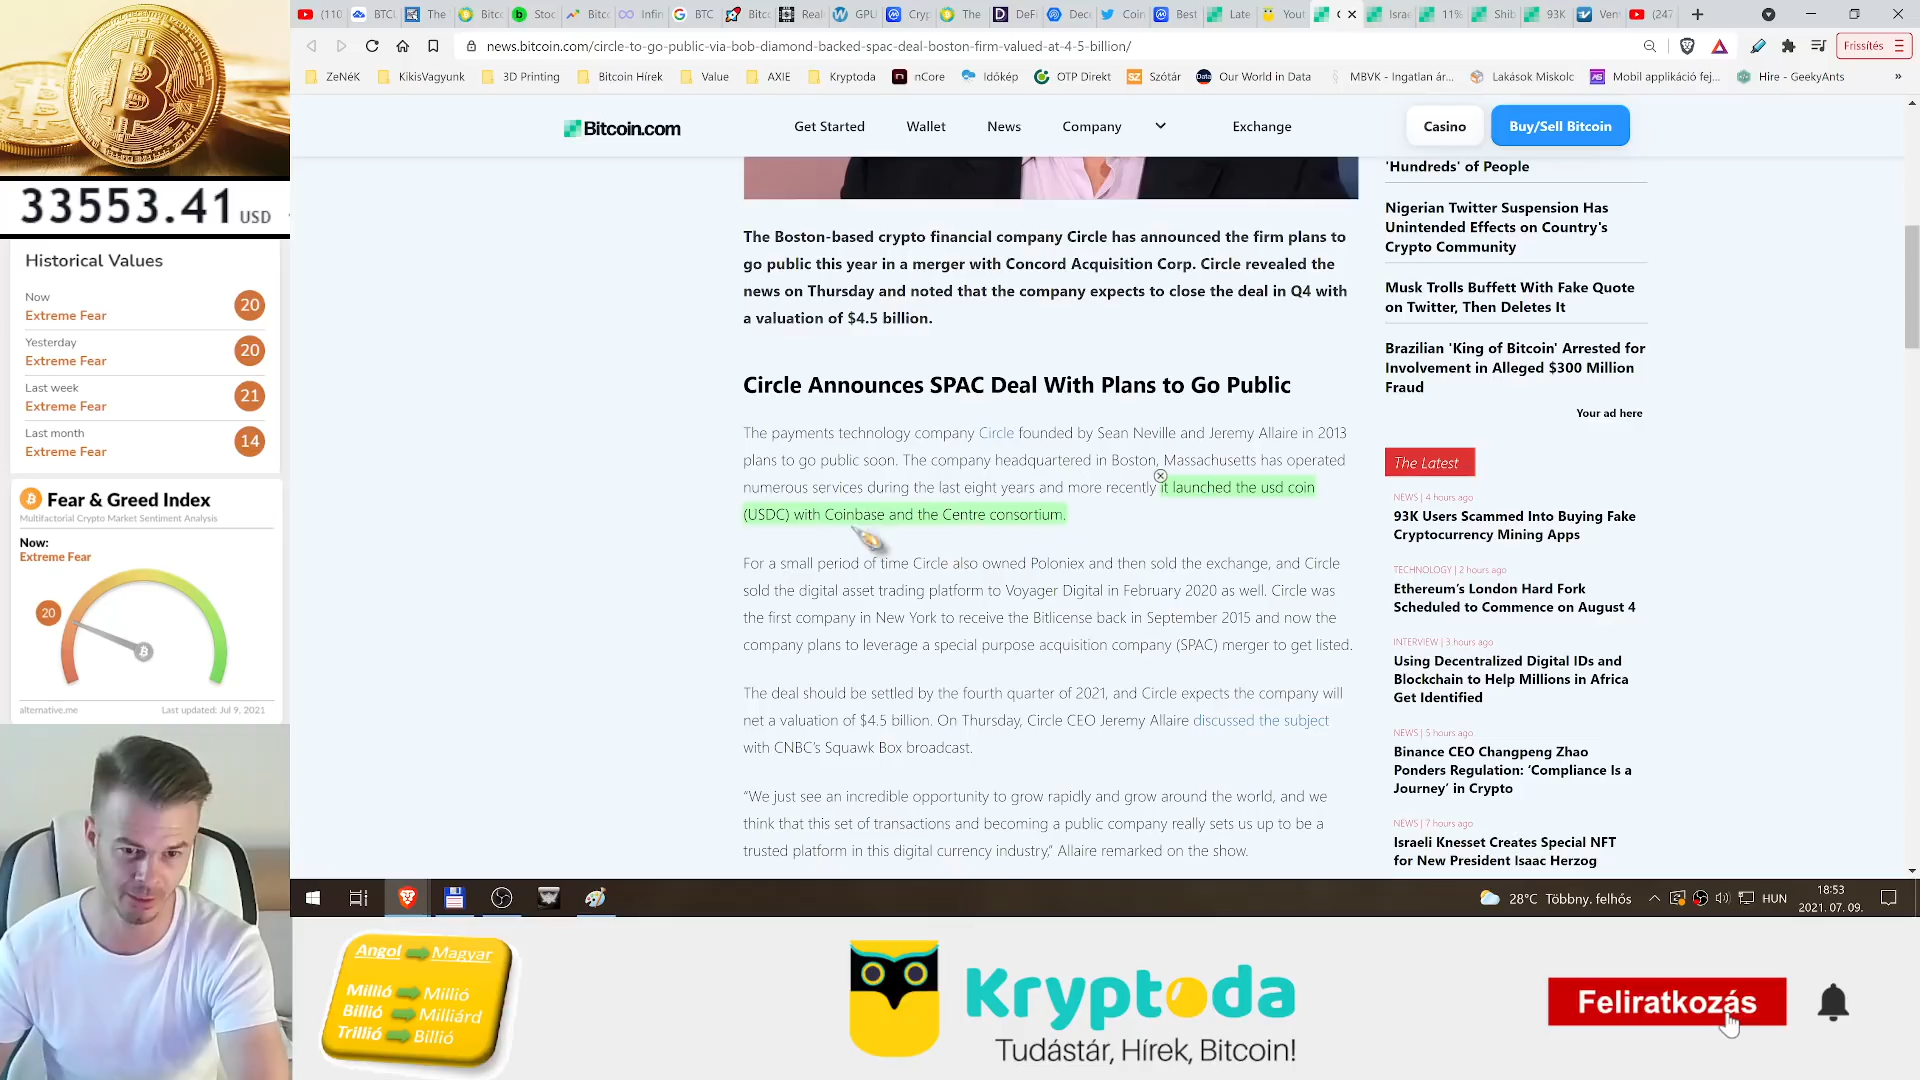 (110
BTCU
The
Bitco
Stoc
Bitco
Infin
BTC
Bitco
Real
GPU
Cryp
The
DeFi
Dece
Coin
Best
Late
Yout
Isra
11%
Shib
93K
Ven
(247
news.bitcoin.com/circle-to-go-public-via-bob-diamond-backed-spac-deal-boston-firm-valued-at-4-5-billion/
Frissítés
ZeNéK
KikisVagyunk
3D Printing
Bitcoin Hírek
Value
AXIE
Kryptoda
nCore
Időkép
OTP Direkt
Szótár
Our World in Data
MBVK - Ingatlan ár...
Lakások Miskolc
Mobil applikáció fej...
Hire - GeekyAnts
»
Bitcoin.com
Get Started
Wallet
News
Company
Exchange
Casino
Buy/Sell Bitcoin
33553.41 USD
Historical Values
Now
Extreme Fear
20
Yesterday
Extreme Fear
20
Last week
Extreme Fear
21
Last month
Extreme Fear
14
Fear & Greed Index
Multifactorial Crypto Market Sentiment Analysis
Now:
Extreme Fear
20
alternative.me
Last updated: Jul 9, 2021
The Boston-based crypto financial company Circle has announced the firm plans to
go public this year in a merger with Concord Acquisition Corp. Circle revealed the
news on Thursday and noted that the company expects to close the deal in Q4 with
a valuation of $4.5 billion.
Circle Announces SPAC Deal With Plans to Go Public
The payments technology company Circle founded by Sean Neville and Jeremy Allaire in 2013
plans to go public soon. The company headquartered in Boston, Massachusetts has operated
numerous services during the last eight years and more recently it launched the usd coin
(USDC) with Coinbase and the Centre consortium.
For a small period of time Circle also owned Poloniex and then sold the exchange, and Circle
sold the digital asset trading platform to Voyager Digital in February 2020 as well. Circle was
the first company in New York to receive the Bitlicense back in September 2015 and now the
company plans to leverage a special purpose acquisition company (SPAC) merger to get listed.
The deal should be settled by the fourth quarter of 2021, and Circle expects the company will
net a valuation of $4.5 billion. On Thursday, Circle CEO Jeremy Allaire discussed the subject
with CNBC’s Squawk Box broadcast.
“We just see an incredible opportunity to grow rapidly and grow around the world, and we
think that this set of transactions and becoming a public company really sets us up to be a
trusted platform in this digital currency industry,” Allaire remarked on the show.
'Hundreds' of People
Nigerian Twitter Suspension Has
Unintended Effects on Country's
Crypto Community
Musk Trolls Buffett With Fake Quote
on Twitter, Then Deletes It
Brazilian 'King of Bitcoin' Arrested for
Involvement in Alleged $300 Million
Fraud
Your ad here
The Latest
NEWS | 4 hours ago
93K Users Scammed Into Buying Fake
Cryptocurrency Mining Apps
TECHNOLOGY | 2 hours ago
Ethereum’s London Hard Fork
Scheduled to Commence on August 4
INTERVIEW | 3 hours ago
Using Decentralized Digital IDs and
Blockchain to Help Millions in Africa
Get Identified
NEWS | 5 hours ago
Binance CEO Changpeng Zhao
Ponders Regulation: ‘Compliance Is a
Journey’ in Crypto
NEWS | 7 hours ago
Israeli Knesset Creates Special NFT
for New President Isaac Herzog
28°C Többny. felhős
HUN
18:53
2021. 07. 09.
Angol Magyar
Millió Millió
Billió Milliárd
Trillió Billió
Kryptoda
Tudástár, Hírek, Bitcoin!
Feliratkozás